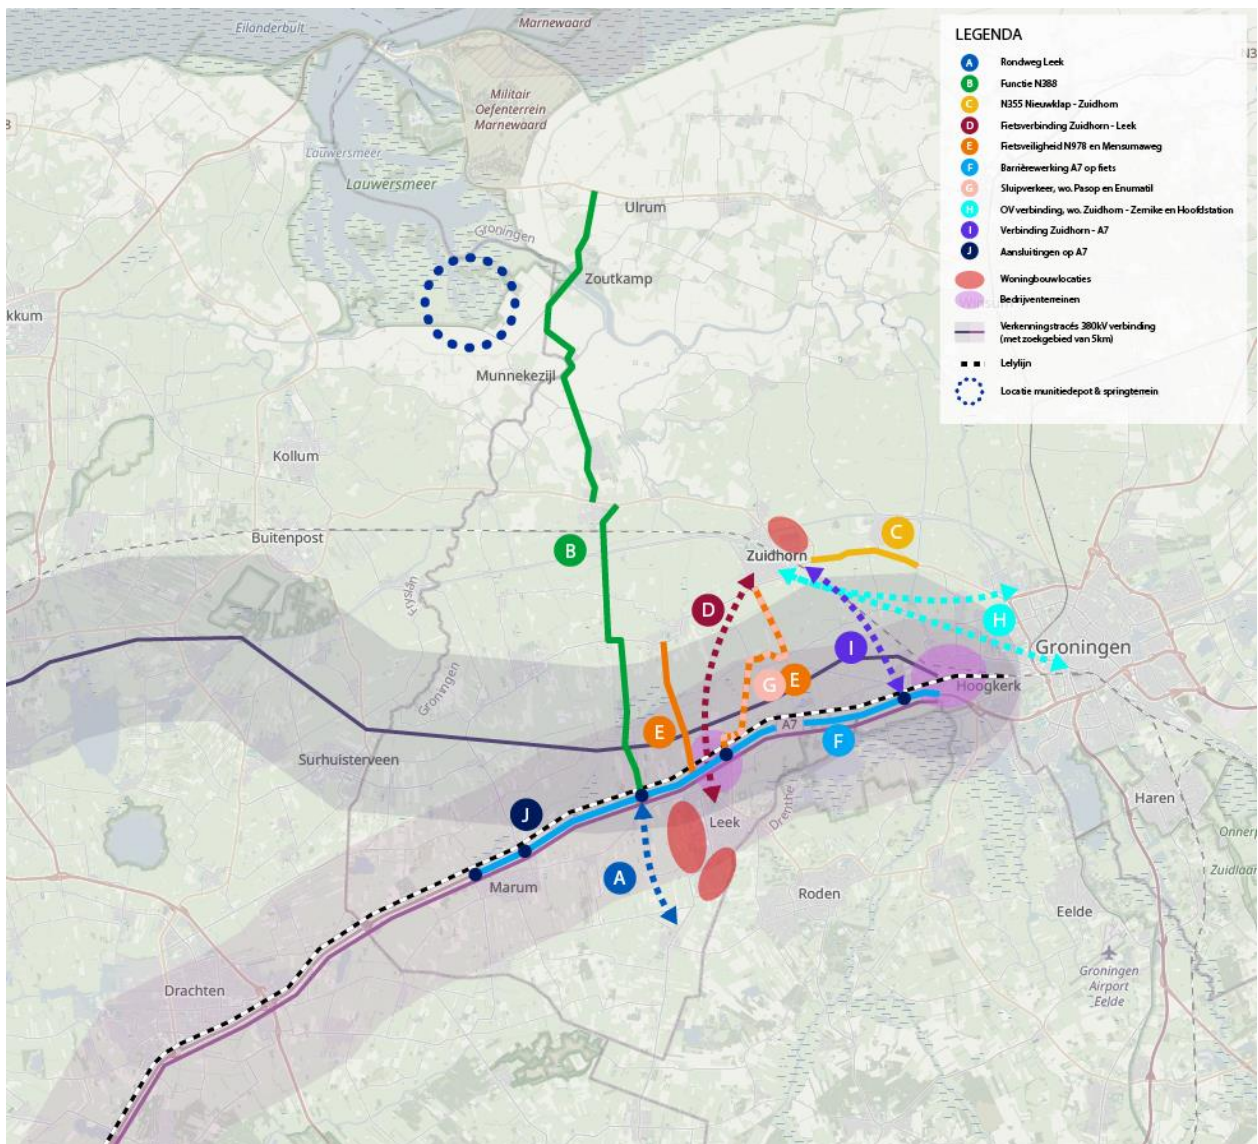 Eilanderbult
Marnewaard
Militair
Oefenterrein
Marnewaard
Lauwersmeer
Lauwersmeer
Groningen
Ulrum
Zoutkamp
kkum
Munnekezijl
Kollum
Buitenpost
Fryslân
Groningen
Surhuisterveen
B
D
E
G
E
I
A7
F
J
A
Zuidhorn
C
H
Groningen
Hoogkerk
Leek
Drenthe
Marum
Roden
Haren
Eelde
Groningen
Airport
Eelde
Drachten
LEGENDA
A Rondweg Leek
B Functie N388
C N355 Nieuwklap - Zuidhorn
D Fietsverbinding Zuidhorn - Leek
E Fietsveiligheid N978 en Mensumaweg
F Barrièrewerking A7 op fiets
G Sluipverkeer, wo. Pasop en Enumatil
H OV verbinding, wo. Zuidhorn - Zernike en Hoofdstation
I Verbinding Zuidhorn - A7
J Aansluitingen op A7
Woningbouwlocaties
Bedrijventerreinen
Verkenningstracés 380kV verbinding
(met zoekgebied van 5km)
Lelylijn
Locatie munitiedepot & springterrein